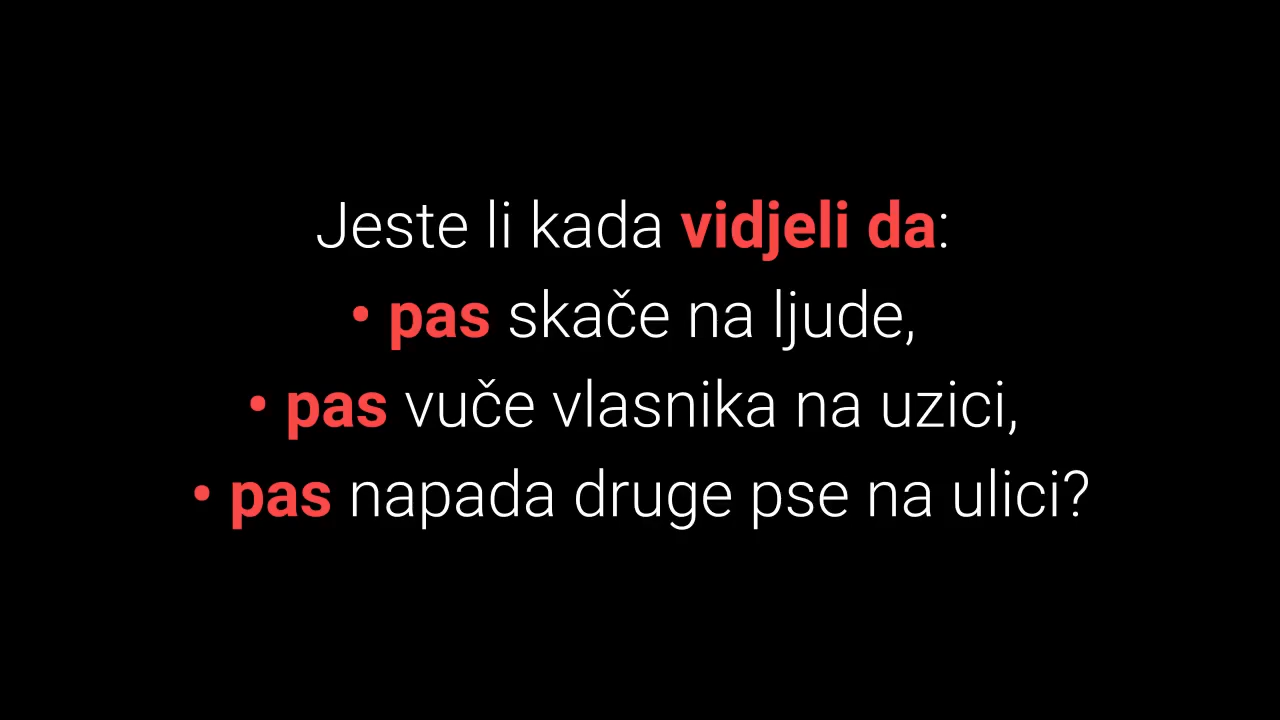 Jeste li kada vidjeli da:
• pas skače na ljude,
• pas vuče vlasnika na uzici,
• pas napada druge pse na ulici?